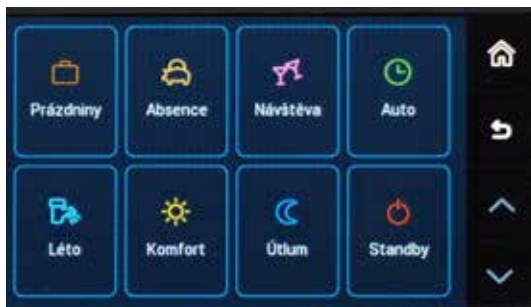 Prázdniny
Absence
Návštěva
Auto
Léto
Komfort
Útlum
Standby